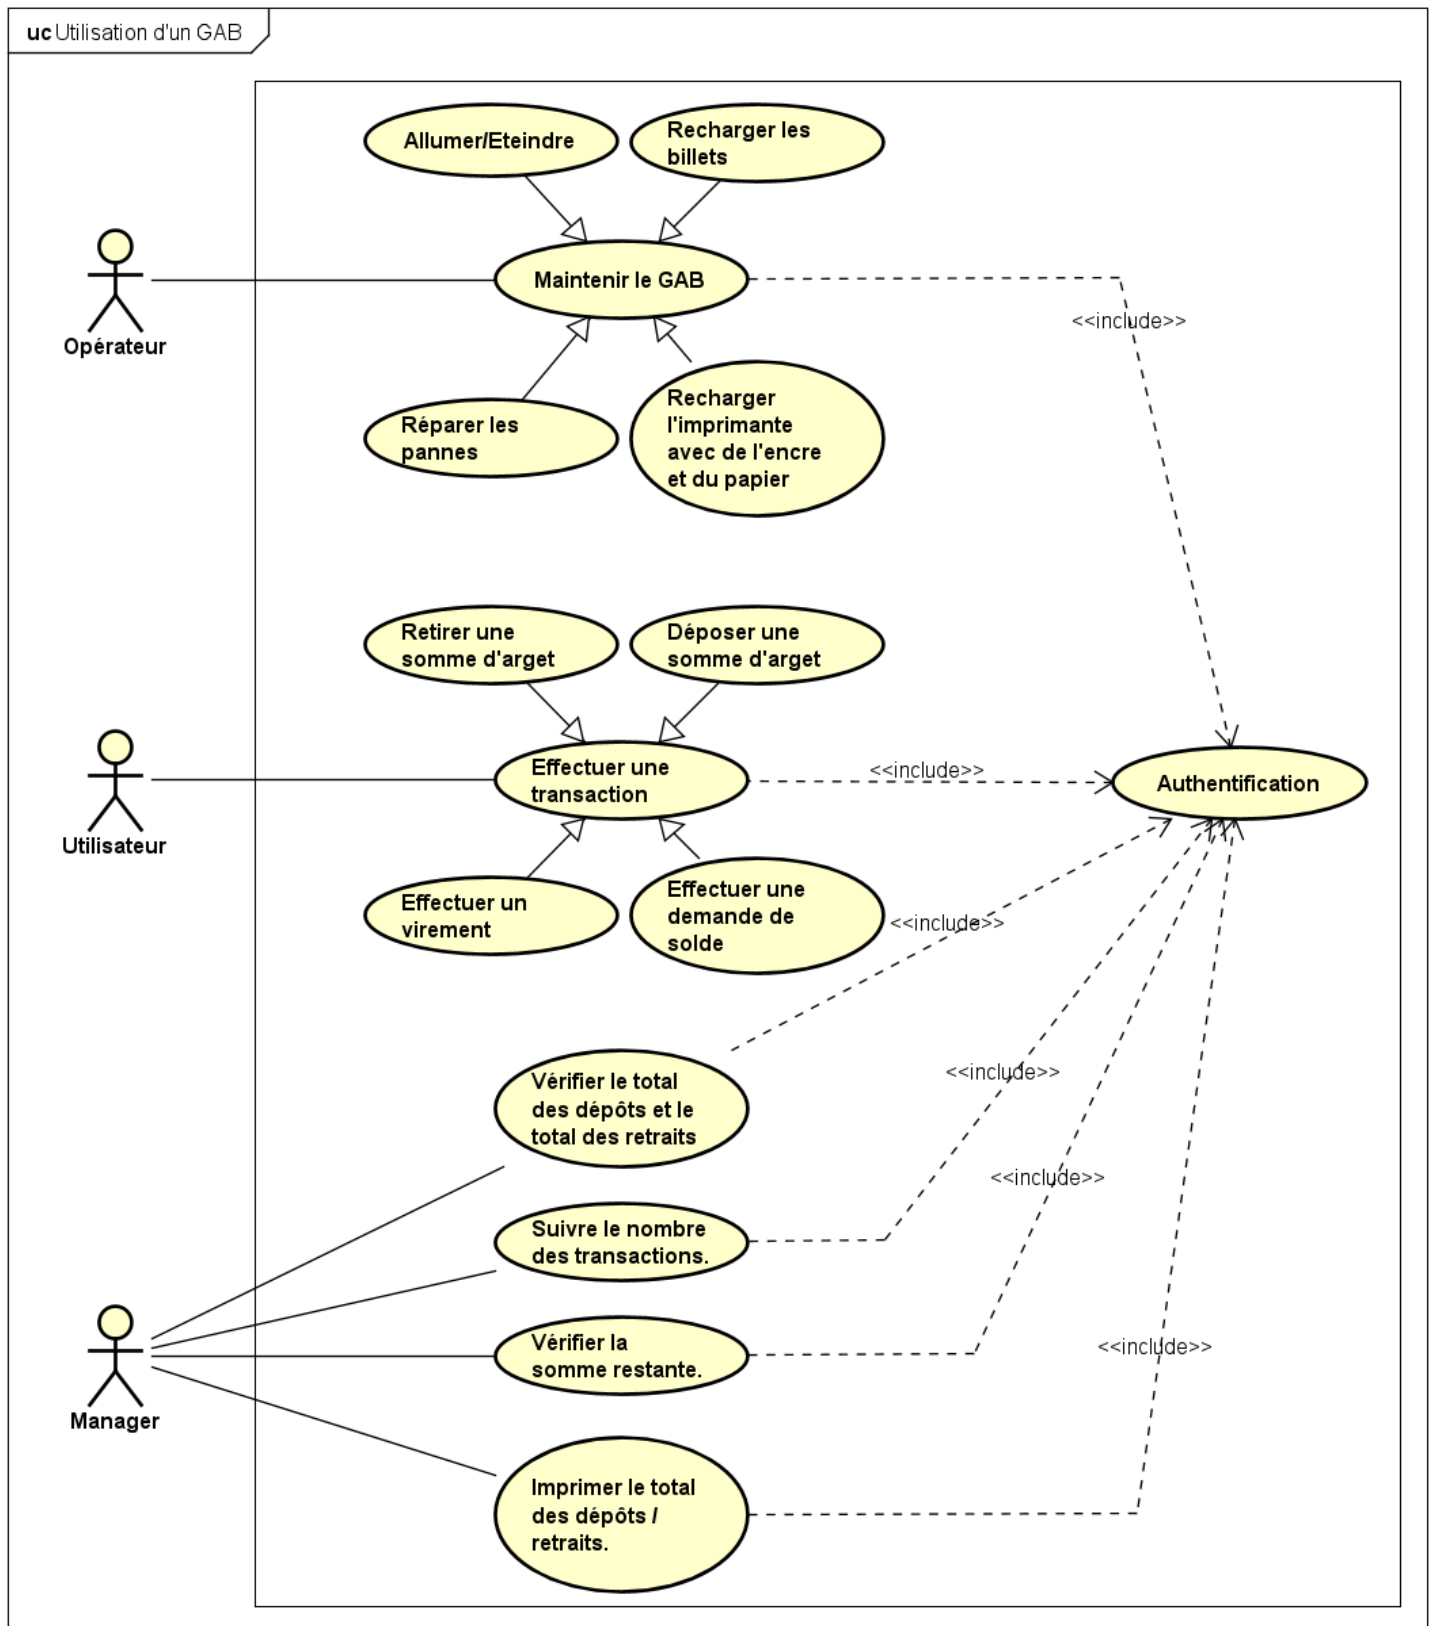 uc Utilisation d'un GAB
Allumer/Eteindre
Recharger les
billets
Maintenir le GAB
<<include>>
Opérateur
Réparer les
pannes
Recharger
l'imprimante
avec de l'encre
et du papier
Retirer une
somme d'arget
Déposer une
somme d'arget
Effectuer une
transaction
<<include>>
Authentification
Utilisateur
Effectuer un
virement
Effectuer une
demande de
solde
<<include>>
Vérifier le total
des dépôts et le
total des retraits
<<include>>
Suivre le nombre
des transactions.
<<include>>
Vérifier la
somme restante.
<<include>>
Manager
Imprimer le total
des dépôts /
retraits.